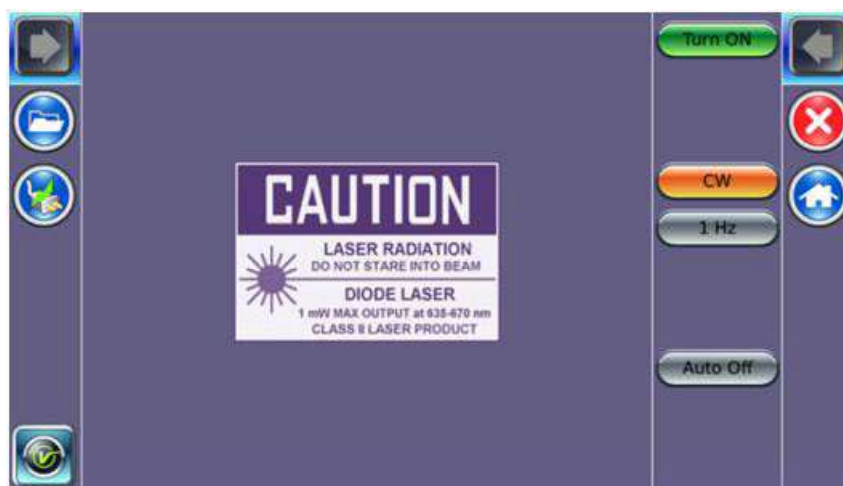 Turn ON
CAUTION
LASER RADIATION
DO NOT STARE INTO BEAM
DIODE LASER
1 mW MAX OUTPUT at 635-670 nm
CLASS II LASER PRODUCT
CW
1 Hz
Auto Off